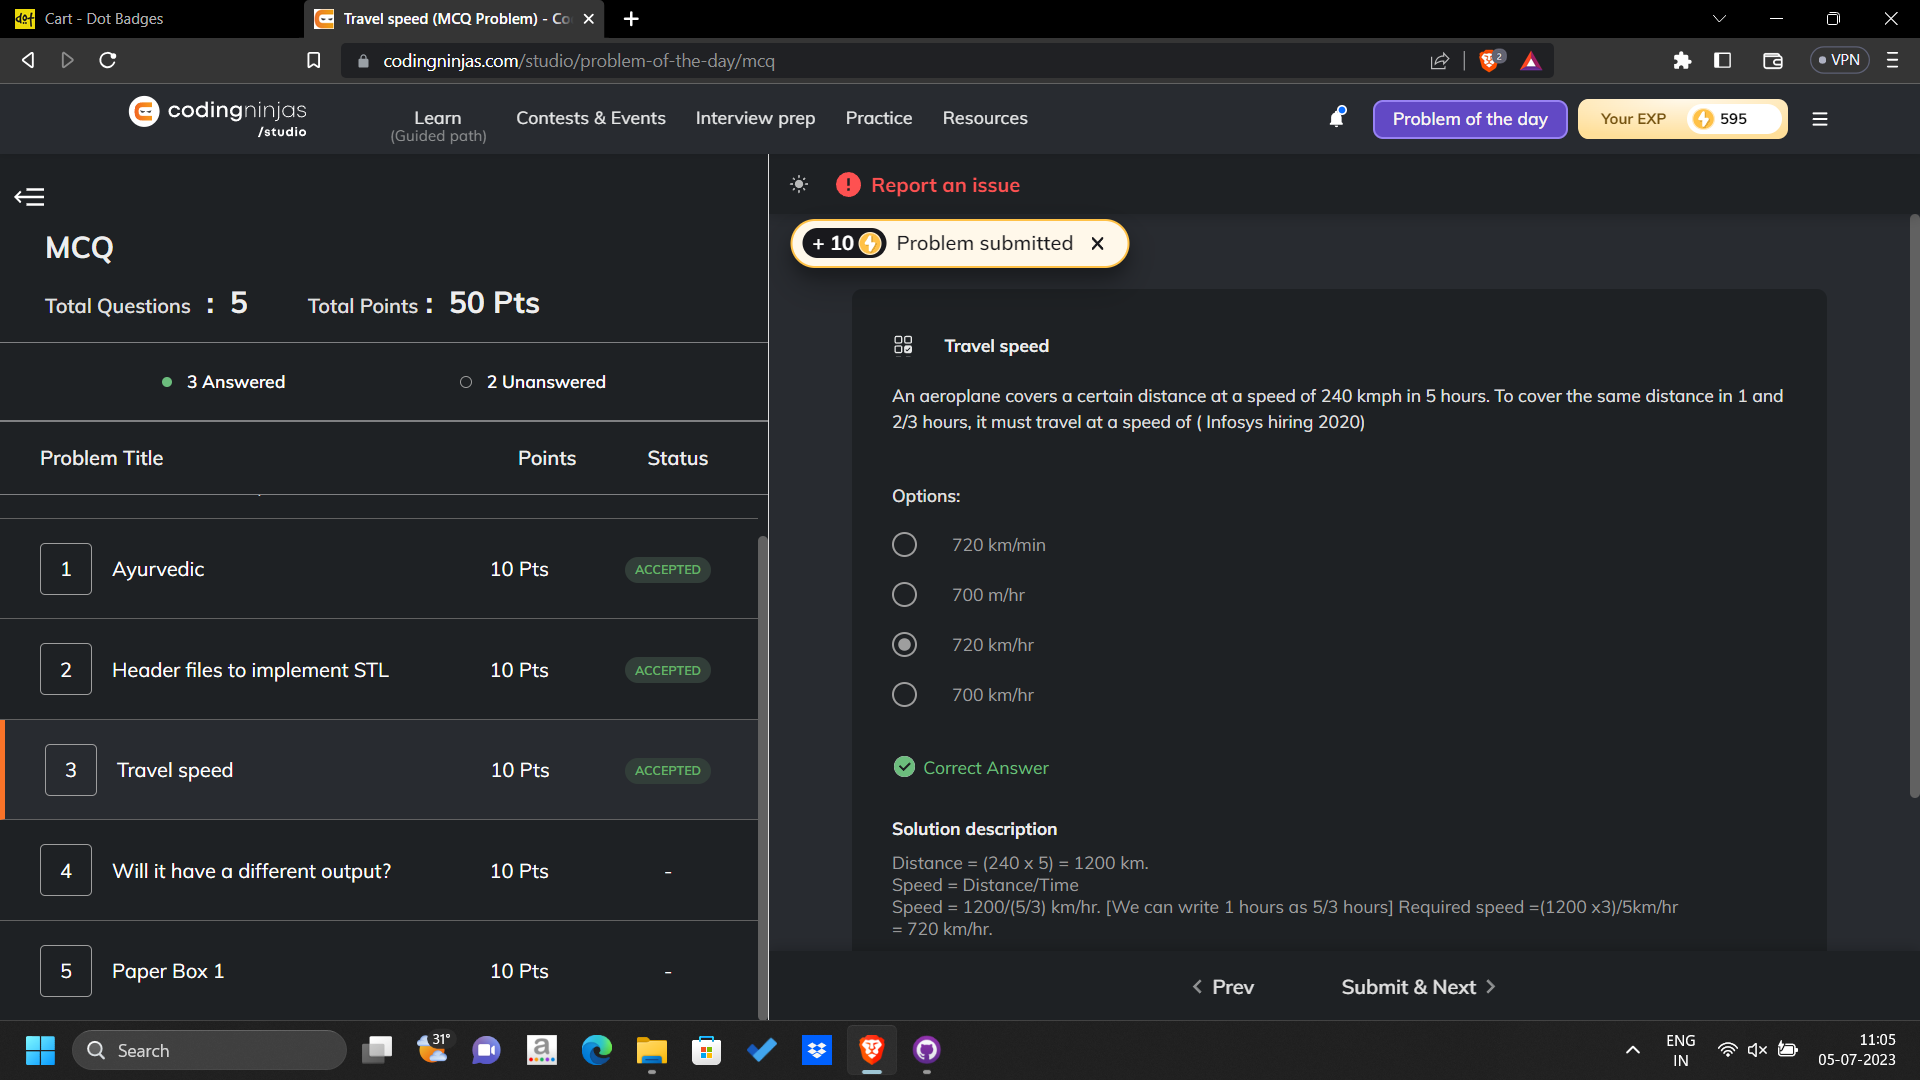 Cart - Dot Badges
Travel speed (MCQ Problem) - Co
codingninjas.com/studio/problem-of-the-day/mcq
2
VPN
codingninjas
/studio
Learn
(Guided path)
Contests & Events
Interview prep
Practice
Resources
Problem of the day
Your EXP
595
Report an issue
+ 10
Problem submitted
MCQ
Total Questions : 5
Total Points : 50 Pts
3 Answered
2 Unanswered
Problem Title
Points
Status
1
Ayurvedic
10 Pts
ACCEPTED
2
Header files to implement STL
10 Pts
ACCEPTED
3
Travel speed
10 Pts
ACCEPTED
4
Will it have a different output?
10 Pts
-
5
Paper Box 1
10 Pts
-
Travel speed
An aeroplane covers a certain distance at a speed of 240 kmph in 5 hours. To cover the same distance in 1 and
2/3 hours, it must travel at a speed of ( Infosys hiring 2020)
Options:
720 km/min
700 m/hr
720 km/hr
700 km/hr
Correct Answer
Solution description
Distance = (240 x 5) = 1200 km.
Speed = Distance/Time
Speed = 1200/(5/3) km/hr. [We can write 1 hours as 5/3 hours] Required speed =(1200 x3)/5km/hr
= 720 km/hr.
Prev
Submit & Next
Search
31°
a
ENG
IN
11:05
05-07-2023